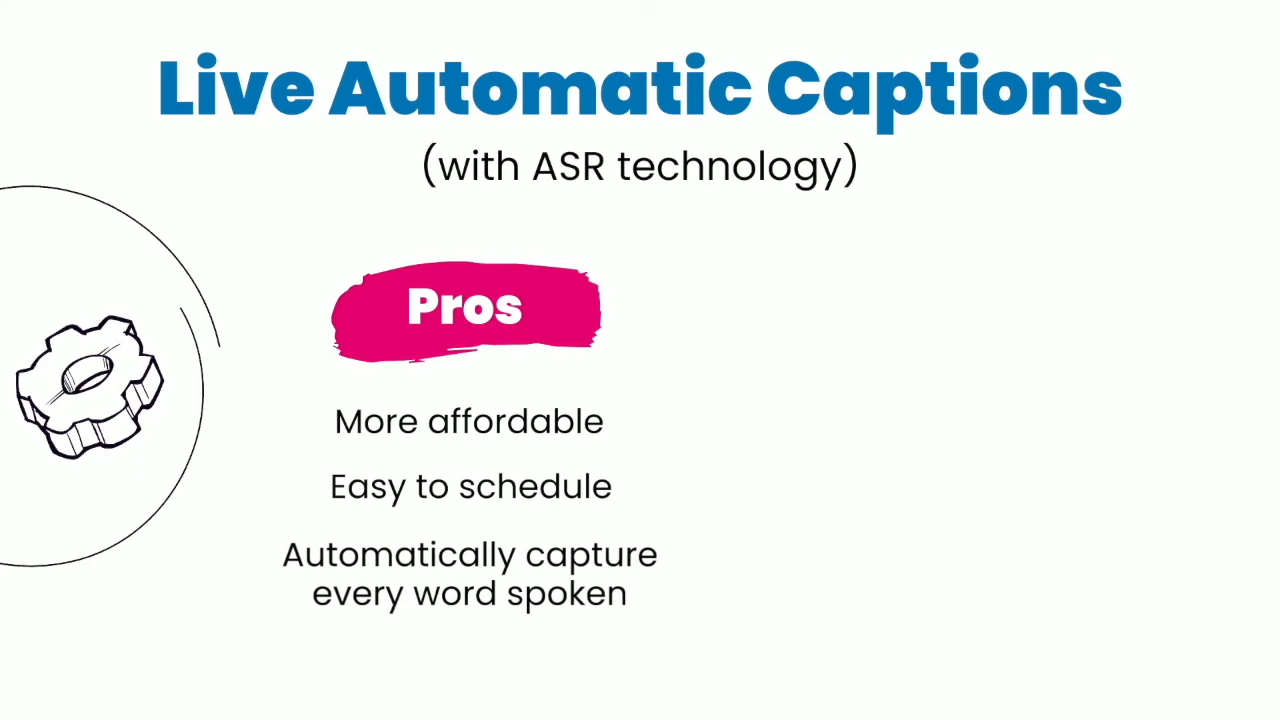 Live Automatic Captions
(with ASR technology)
Pros
More affordable
Easy to schedule
Automatically capture
every word spoken